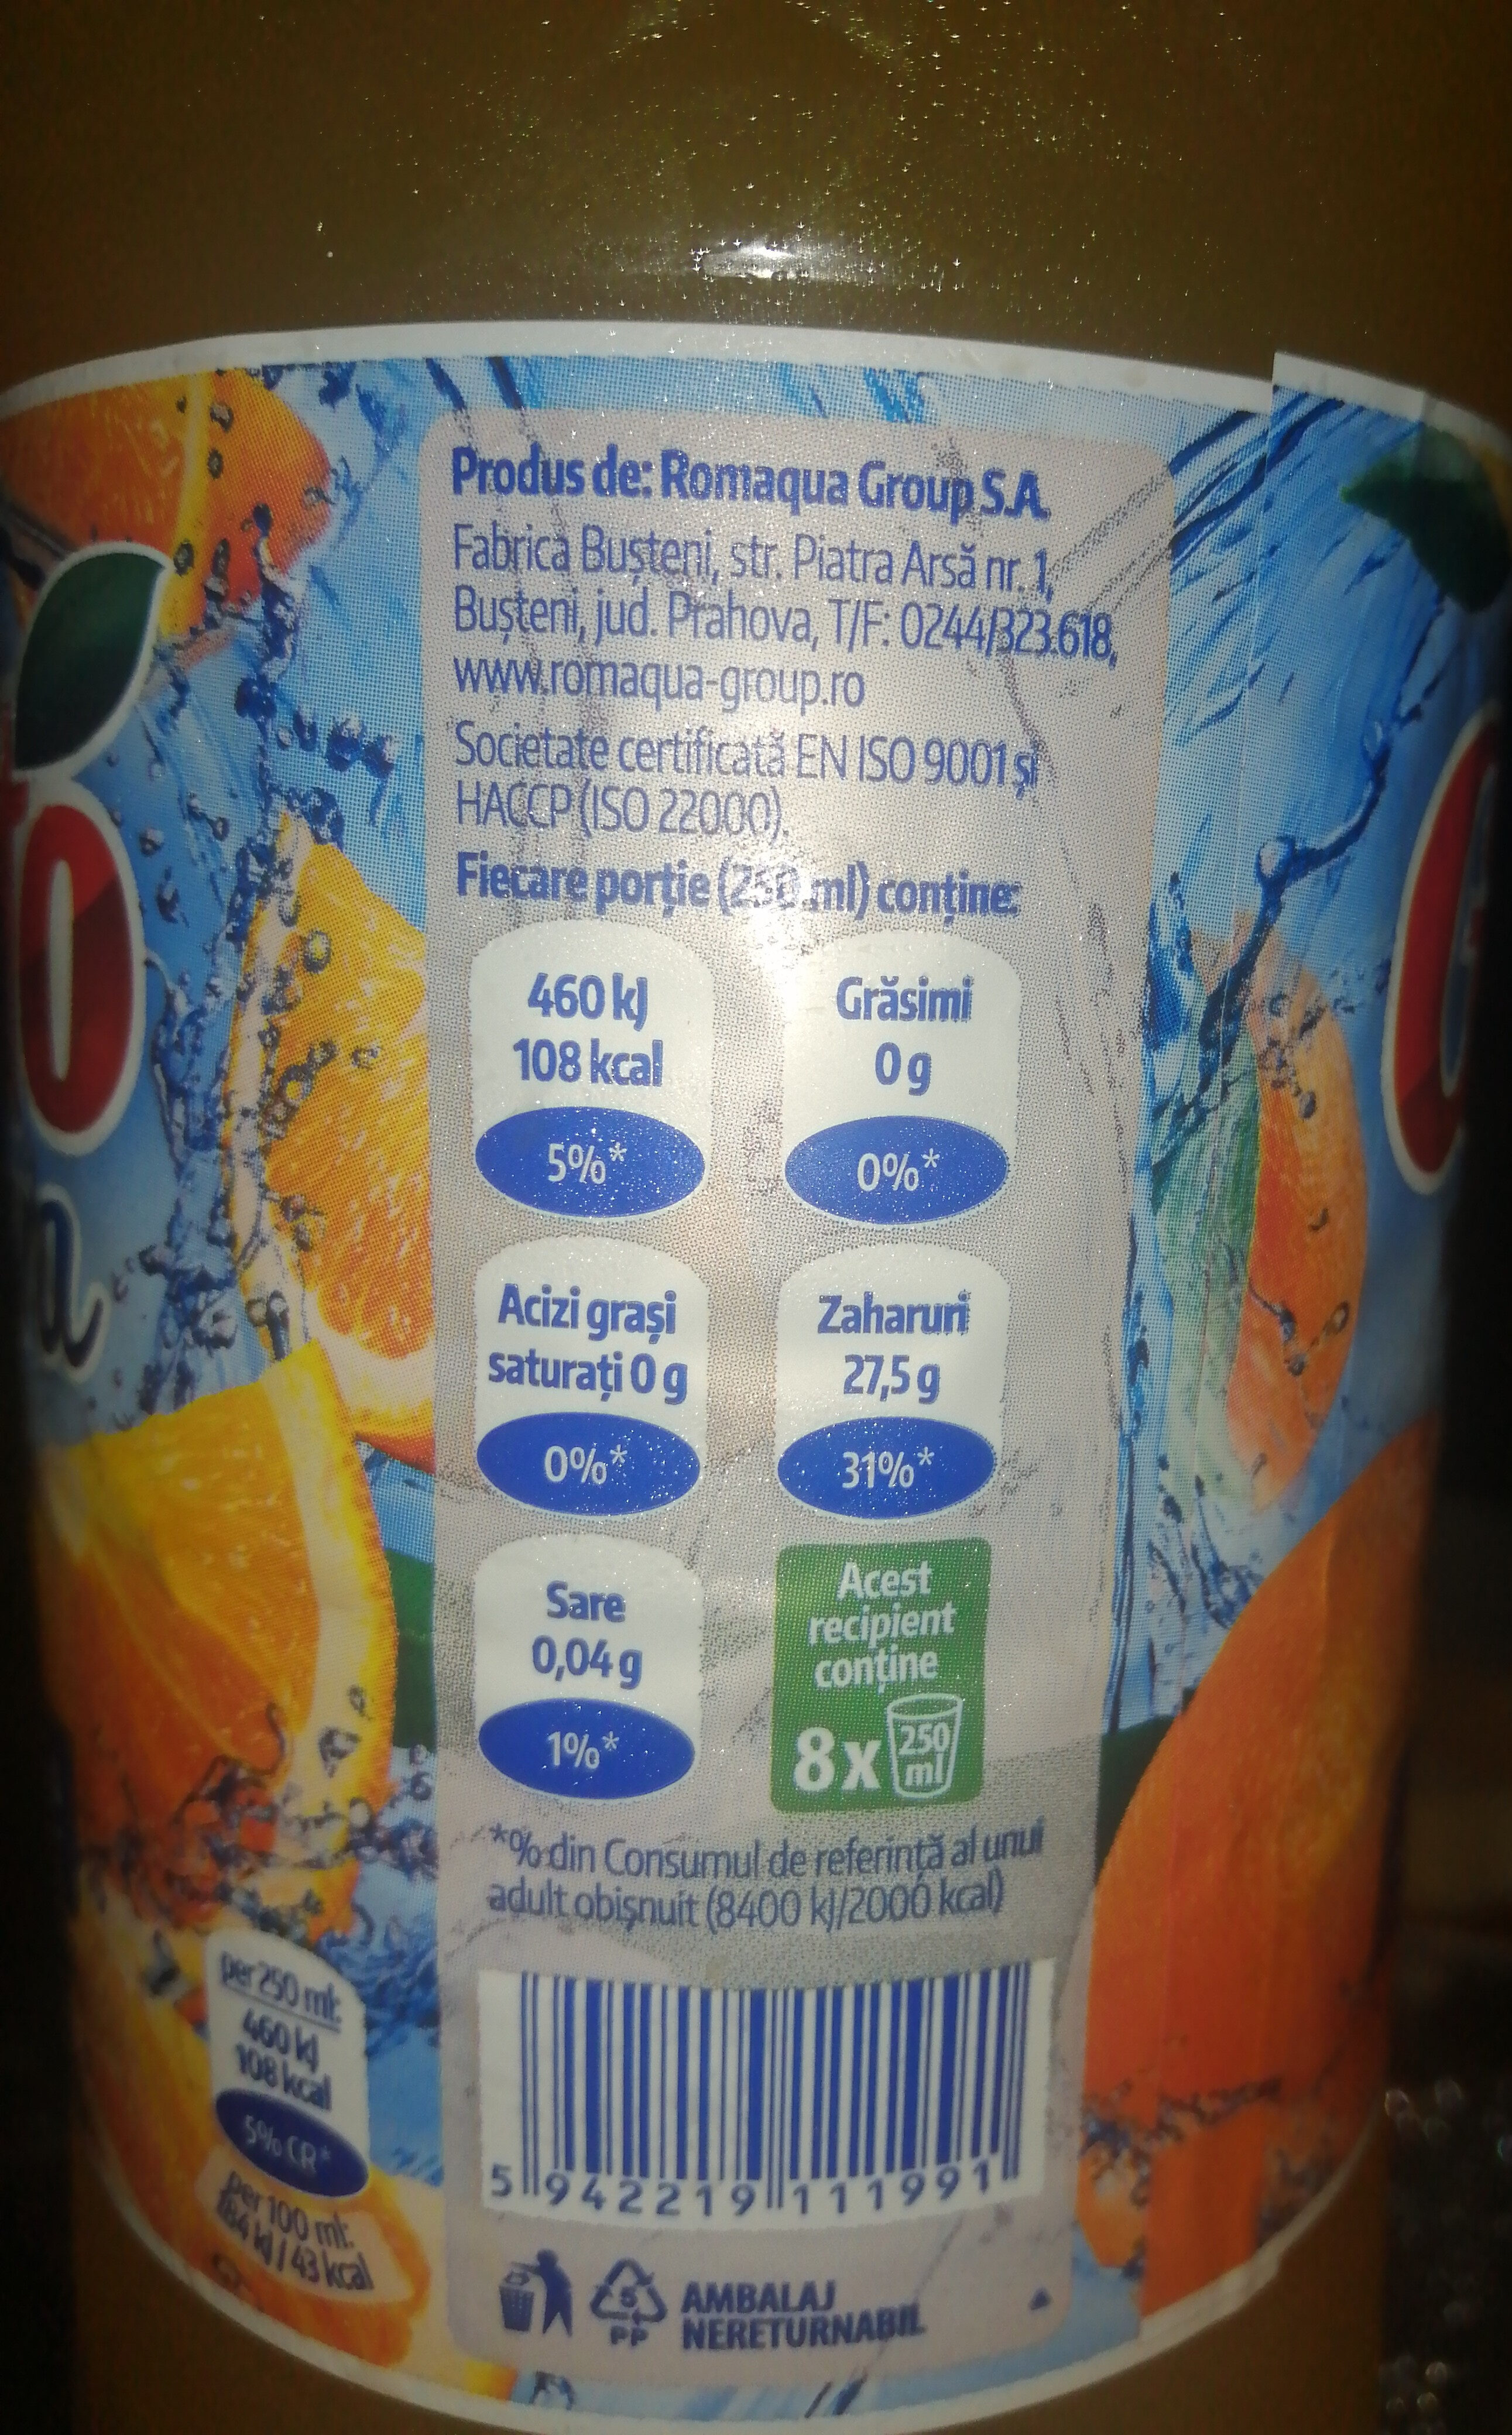 Produs de: Romaqua Group S.A.
Fabrica Bușteni, str. Piatra Arsă nr. 1,
Bușteni, jud. Prahova, T/F: 0244/323.618,
www.romaqua-group.ro
Societate certificată EN ISO 9001 și
HACCP (ISO 22000).
Fiecare porție (250 ml) conține:
460 kJ
108 kcal
5%*
Grăsimi
0 g
0%*
Acizi grași
saturați 0 g
0%*
Zaharuri
27,5 g
31%*
Sare
0,04 g
1%*
Acest
recipient
conține
8x 250
ml
*% din Consumul de referință al unui
adult obișnuit (8400 kJ/2000 kcal)
per 250 ml:
460 kJ
108 kcal
5% CR*
per 100 ml:
184 kJ / 43 kcal
5 942219 111991
5
PP
AMBALAJ
NERETURNABIL